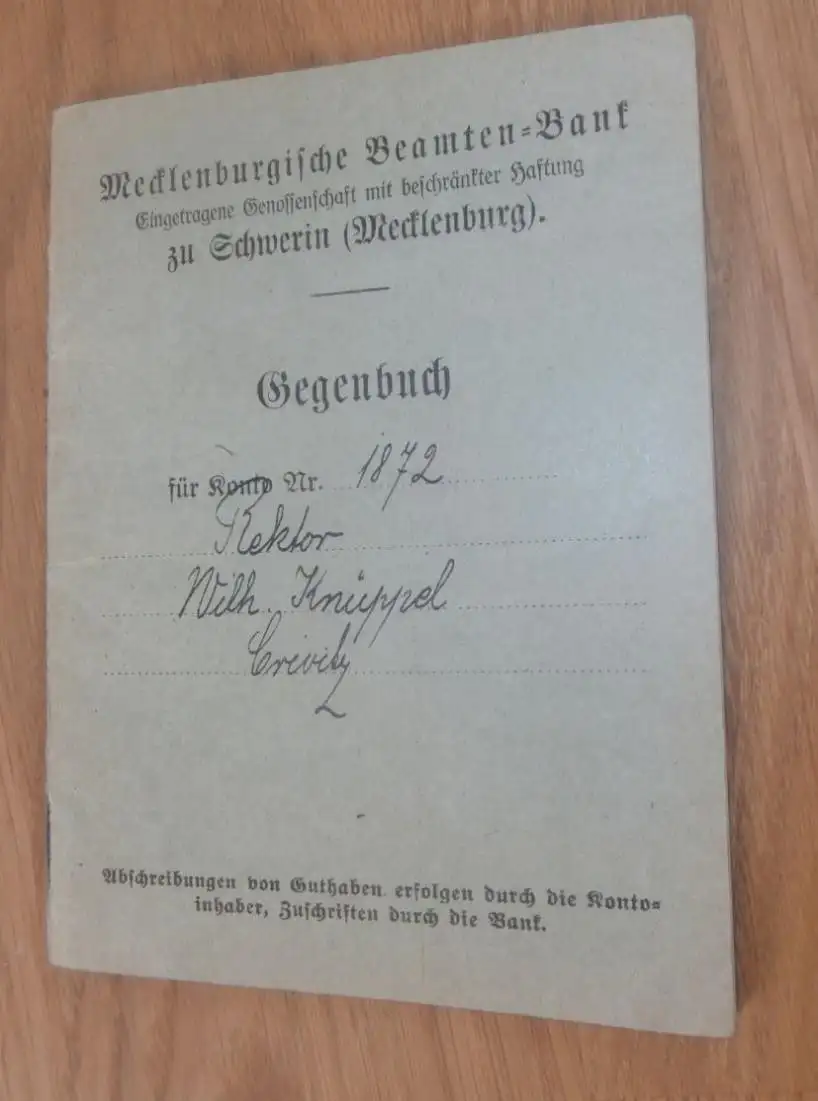 Mecklenburgische Beamten=Bank
Eingetragene Genossenschaft mit beschränkter Haftung
zu Schwerin (Mecklenburg).
Gegenbuch
für Konto Nr. 1872
Rektor
Wilh. Knüppel
Crivitz
Abschreibungen von Guthaben erfolgen durch die Konto=
inhaber, Zuschriften durch die Bank.